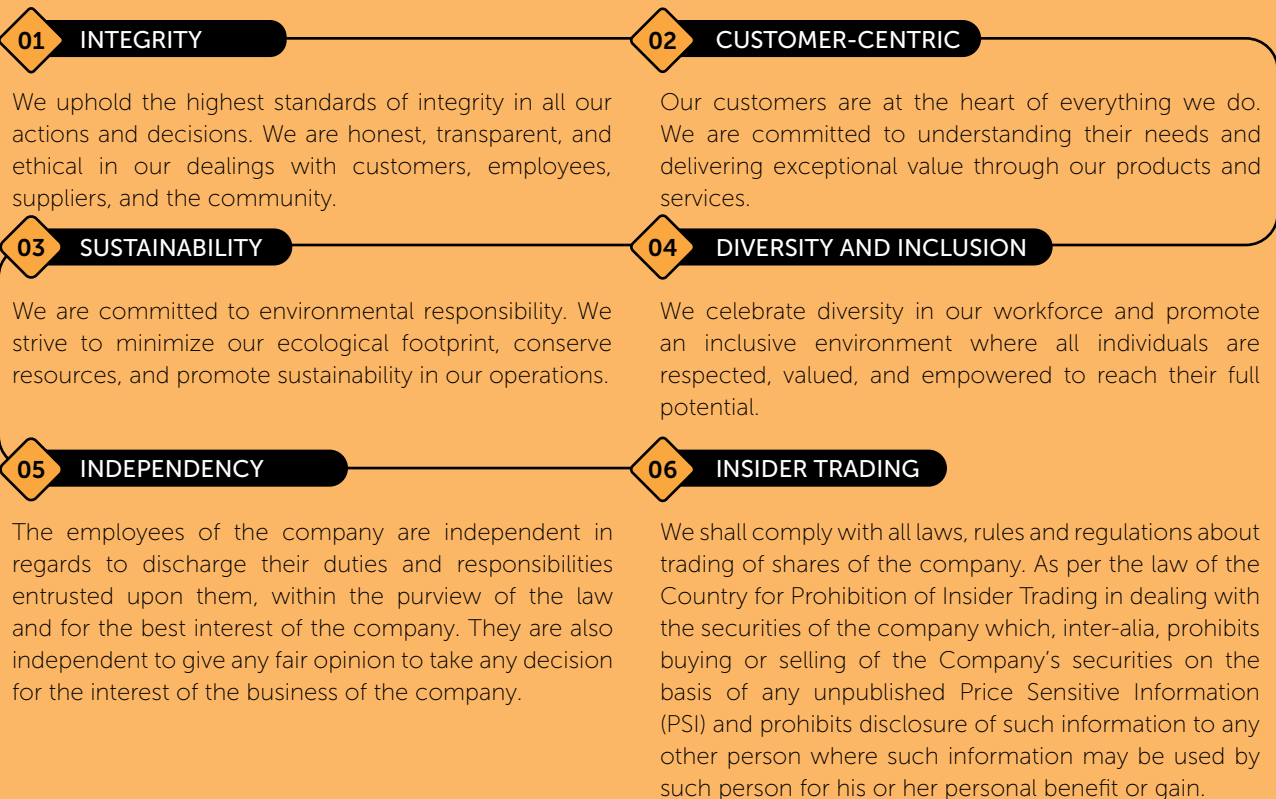 01 INTEGRITY
We uphold the highest standards of integrity in all our
actions and decisions. We are honest, transparent, and
ethical in our dealings with customers, employees,
suppliers, and the community.
02 CUSTOMER-CENTRIC
Our customers are at the heart of everything we do.
We are committed to understanding their needs and
delivering exceptional value through our products and
services.
03 SUSTAINABILITY
We are committed to environmental responsibility. We
strive to minimize our ecological footprint, conserve
resources, and promote sustainability in our operations.
04 DIVERSITY AND INCLUSION
We celebrate diversity in our workforce and promote
an inclusive environment where all individuals are
respected, valued, and empowered to reach their full
potential.
05 INDEPENDENCY
The employees of the company are independent in
regards to discharge their duties and responsibilities
entrusted upon them, within the purview of the law
and for the best interest of the company. They are also
independent to give any fair opinion to take any decision
for the interest of the business of the company.
06 INSIDER TRADING
We shall comply with all laws, rules and regulations about
trading of shares of the company. As per the law of the
Country for Prohibition of Insider Trading in dealing with
the securities of the company which, inter-alia, prohibits
buying or selling of the Company's securities on the
basis of any unpublished Price Sensitive Information
(PSI) and prohibits disclosure of such information to any
other person where such information may be used by
such person for his or her personal benefit or gain.